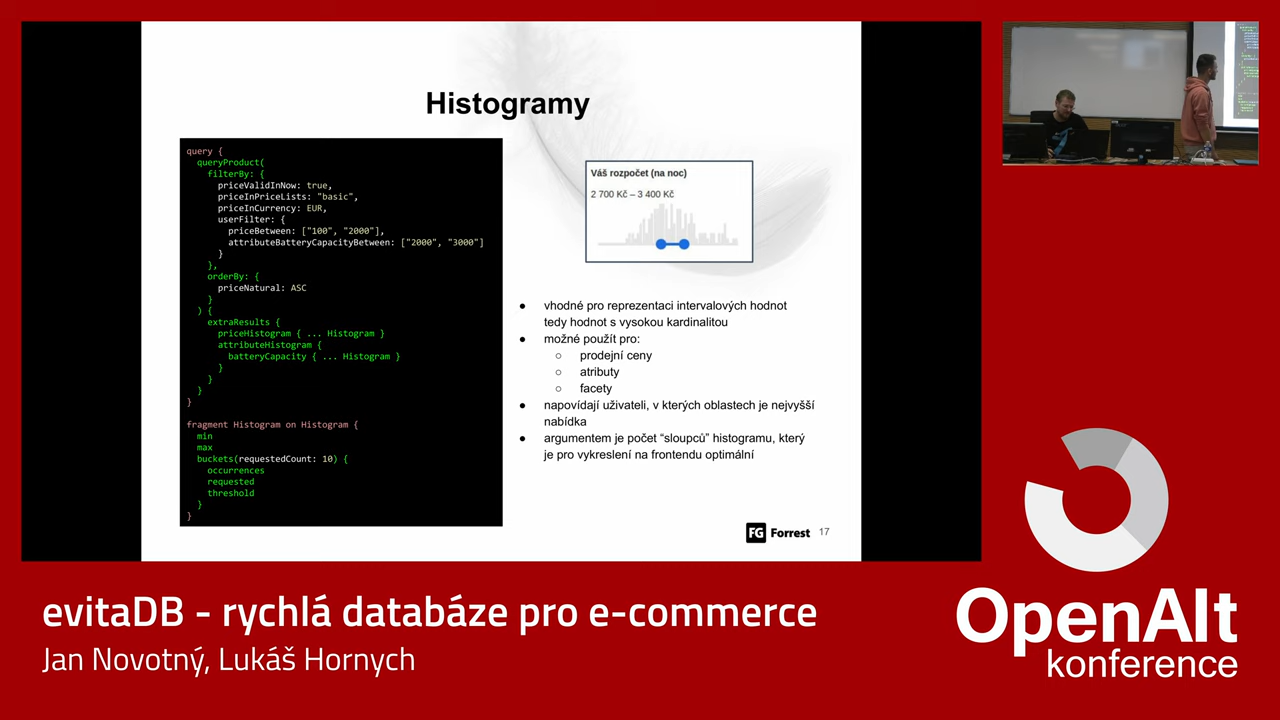 Histogramy
query {
queryProduct(
filterBy: {
priceValidInNow: true,
priceInPriceLists: "basic",
priceInCurrency: EUR,
userFilter: {
priceBetween: ["100", "2000"],
attributeBatteryCapacityBetween: ["2000", "3000"]
}
},
orderBy: {
priceNatural: ASC
}
) {
extraResults {
priceHistogram { ... Histogram }
attributeHistogram {
batteryCapacity { ... Histogram }
}
}
}
}
fragment Histogram on Histogram {
min
max
buckets(requestedCount: 10) {
occurrences
requested
threshold
}
}
Váš rozpočet (na noc)
2 700 Kč – 3 400 Kč
● vhodné pro reprezentaci intervalových hodnot
tedy hodnot s vysokou kardinalitou
● možné použít pro:
○ prodejní ceny
○ atributy
○ facety
● napovídají uživateli, v kterých oblastech je nejvyšší
nabídka
● argumentem je počet “sloupců” histogramu, který
je pro vykreslení na frontendu optimální
FG Forrest 17
evitaDB - rychlá databáze pro e-commerce
Jan Novotný, Lukáš Hornych
OpenAlt
konference